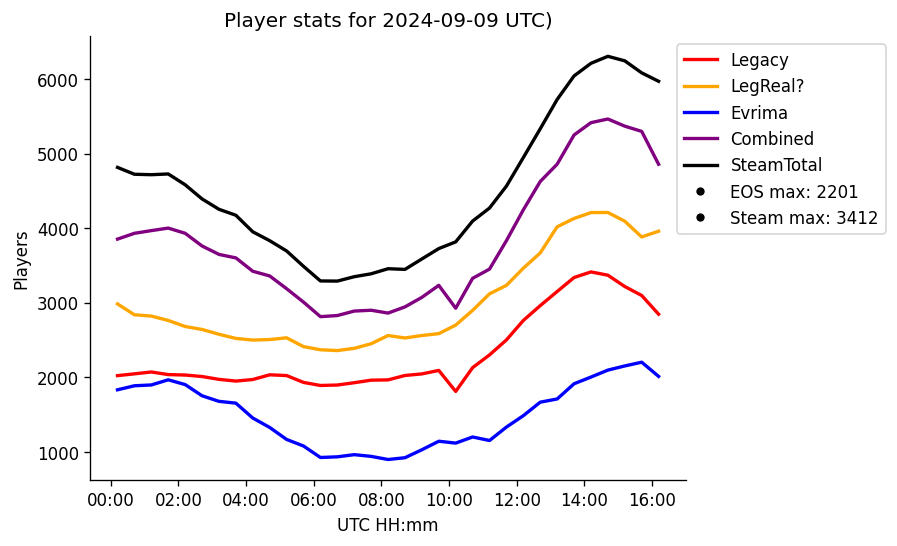 Player stats for 2024-09-09 UTC)
Players
6000
5000
4000
3000
2000
1000
00:00 02:00 04:00 06:00 08:00 10:00 12:00 14:00 16:00
UTC HH:mm
Legacy
LegReal?
Evrima
Combined
SteamTotal
EOS max: 2201
Steam max: 3412